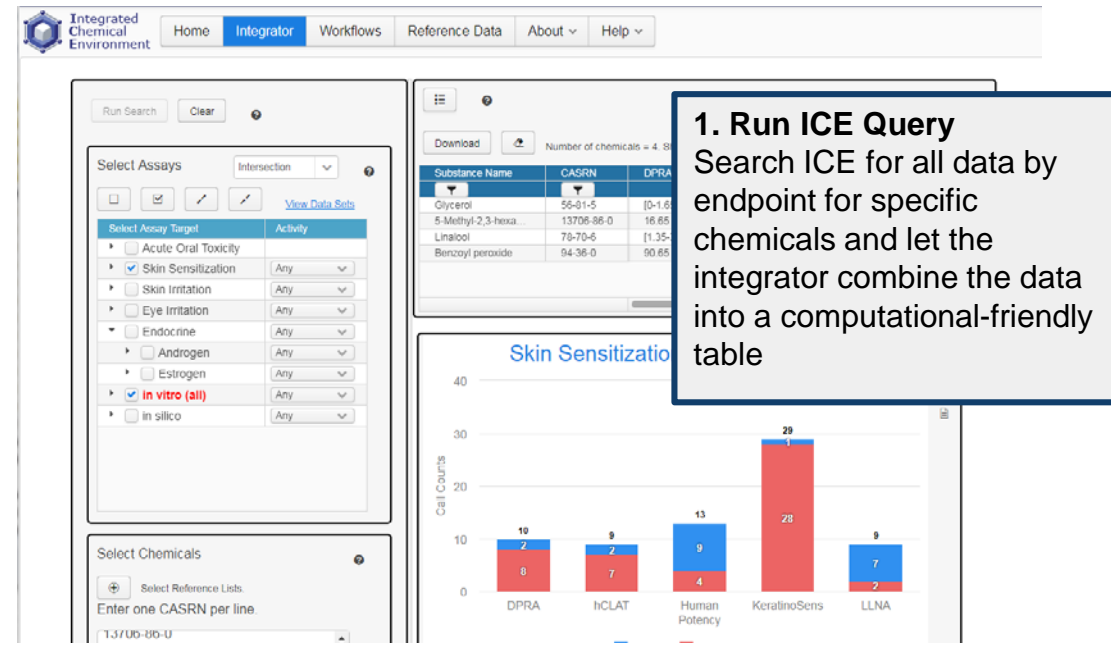 Integrated
Chemical
Environment
Home Integrator Workflows Reference Data About Help
Run Search Clear
Select Assays Intersection
View Data Sets
Select Assay Target Activity
Acute Oral Toxicity
Skin Sensitization Any
Skin Irritation Any
Eye Irritation Any
Endocrine Any
Androgen Any
Estrogen Any
in vitro (all) Any
in silico Any
Select Chemicals
Select Reference Lists.
Enter one CASRN per line.
13706-86-0
Download Number of chemicals = 4.
Substance Name CASRN DPRA
Glycerol 56-81-5
5-Methyl-2,3-hexa... 13706-86-0 16.65
Linalool 78-70-6
Benzoyl peroxide 94-36-0 90.65
1. Run ICE Query
Search ICE for all data by
endpoint for specific
chemicals and let the
integrator combine the data
into a computational-friendly
table
Skin
Call Counts
40
30
20
10
0
10
2
8
9
2
7
13
9
4
29
1
28
9
7
2
DPRA hCLAT Human Potency KeratinoSens LLNA